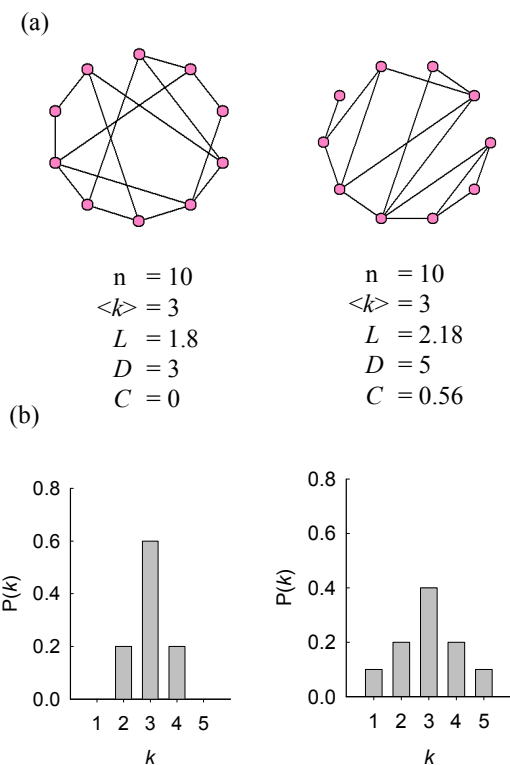 (a)
n = 10
<k> = 3
L = 1.8
D = 3
C = 0
n = 10
<k> = 3
L = 2.18
D = 5
C = 0.56
(b)
P(k)
0.8
0.6
0.4
0.2
0.0
1 2 3 4 5
k
P(k)
0.8
0.6
0.4
0.2
0.0
1 2 3 4 5
k